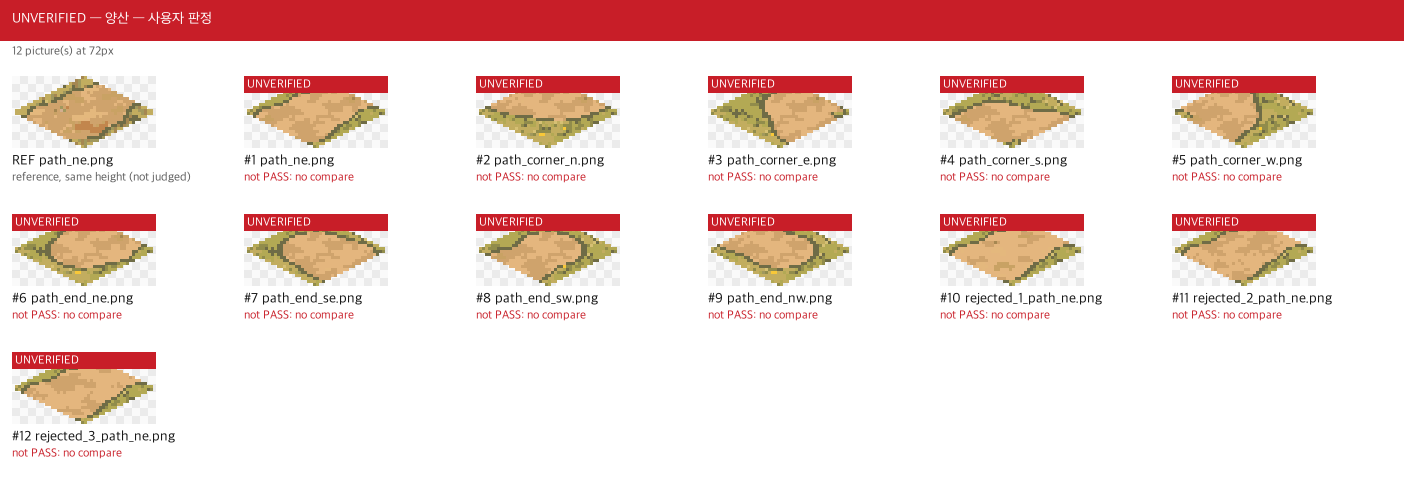 UNVERIFIED — 양산 — 사용자 판정
12 picture(s) at 72px
UNVERIFIED
UNVERIFIED
UNVERIFIED
UNVERIFIED
UNVERIFIED
REF path_ne.png
#1 path_ne.png
#2 path_corner_n.png
#3 path_corner_e.png
#4 path_corner_s.png
#5 path_corner_w.png
reference, same height (not judged)
not PASS: no compare
not PASS: no compare
not PASS: no compare
not PASS: no compare
not PASS: no compare
UNVERIFIED
UNVERIFIED
UNVERIFIED
UNVERIFIED
UNVERIFIED
UNVERIFIED
#6 path_end_ne.png
#7 path_end_se.png
#8 path_end_sw.png
#9 path_end_nw.png
#10 rejected_1_path_ne.png
#11 rejected_2_path_ne.png
not PASS: no compare
not PASS: no compare
not PASS: no compare
not PASS: no compare
not PASS: no compare
not PASS: no compare
UNVERIFIED
#12 rejected_3_path_ne.png
not PASS: no compare